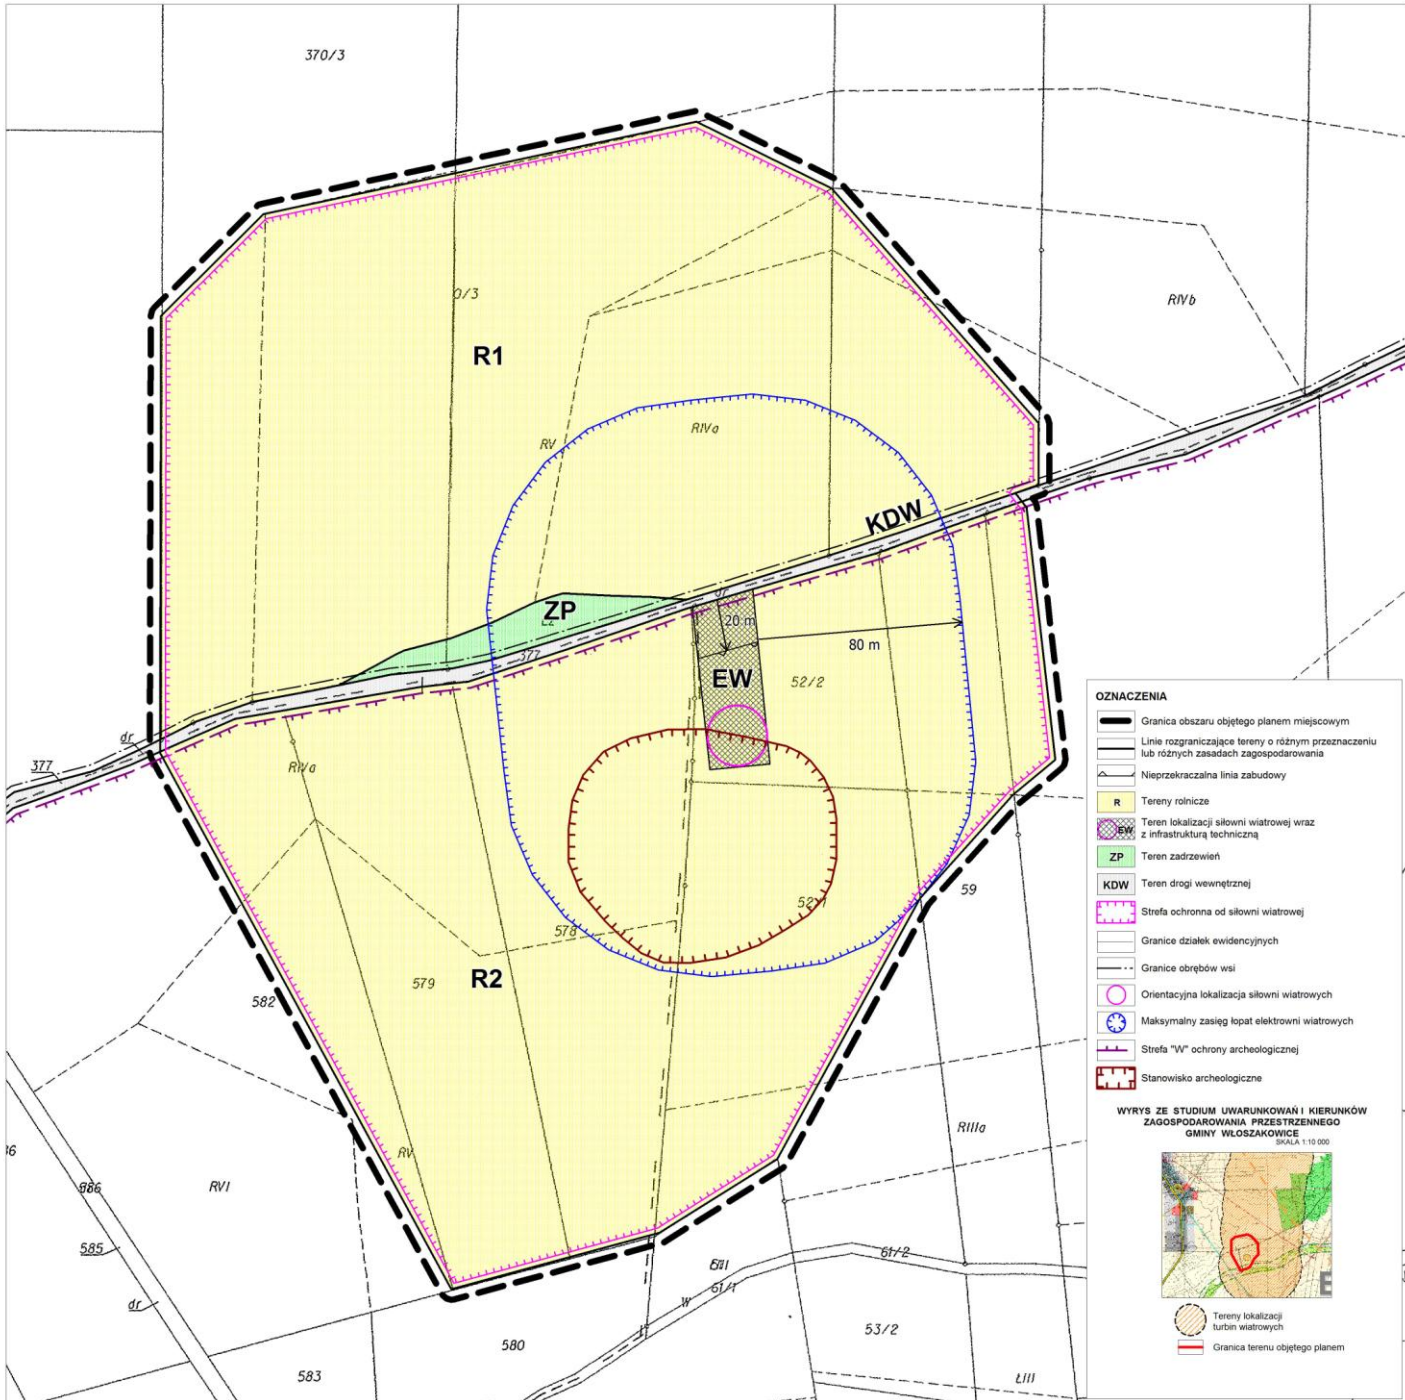 370/3
RIVb
0/3
R1
RV
RIVa
KDW
dr
ZP
Lz
377
20 m
80 m
EW
52/2
dr
377
RIVa
59
52/1
578
R2
579
582
RIIIa
RV
RVI
586
585
dr
61/2
61/1
W
53/2
580
583
ŁIII
OZNACZENIA
Granica obszaru objętego planem miejscowym
Linie rozgraniczające tereny o różnym przeznaczeniu
lub różnych zasadach zagospodarowania
Nieprzekraczalna linia zabudowy
R Tereny rolnicze
EW Teren lokalizacji siłowni wiatrowej wraz
z infrastrukturą techniczną
ZP Teren zadrzewień
KDW Teren drogi wewnętrznej
Strefa ochronna od siłowni wiatrowej
Granice działek ewidencyjnych
Granice obrębów wsi
Orientacyjna lokalizacja siłowni wiatrowych
Maksymalny zasięg łopat elektrowni wiatrowych
Strefa "W" ochrony archeologicznej
Stanowisko archeologiczne
WYRYS ZE STUDIUM UWARUNKOWAŃ I KIERUNKÓW
ZAGOSPODAROWANIA PRZESTRZENNEGO
GMINY WŁOSZAKOWICE
SKALA 1:10 000
E
Tereny lokalizacji
turbin wiatrowych
Granica terenu objętego planem